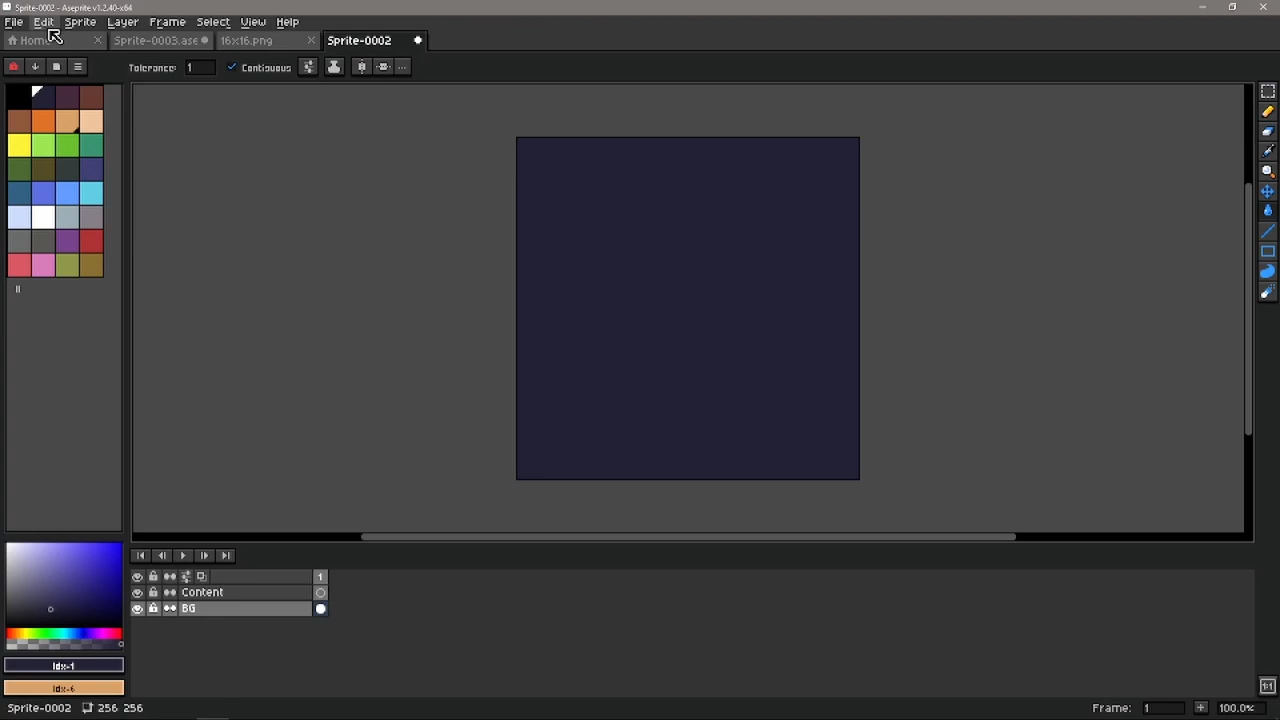 Sprite-0002 - Aseprite v1.2.40-x64
File Edit Sprite Layer Frame Select View Help
Home Sprite-0003.ase 16x16.png Sprite-0002
Tolerance: 1 Continuous
1
Content
BG
Idx-1
Idx-6
Sprite-0002 256 256 Frame: 1 100.0%